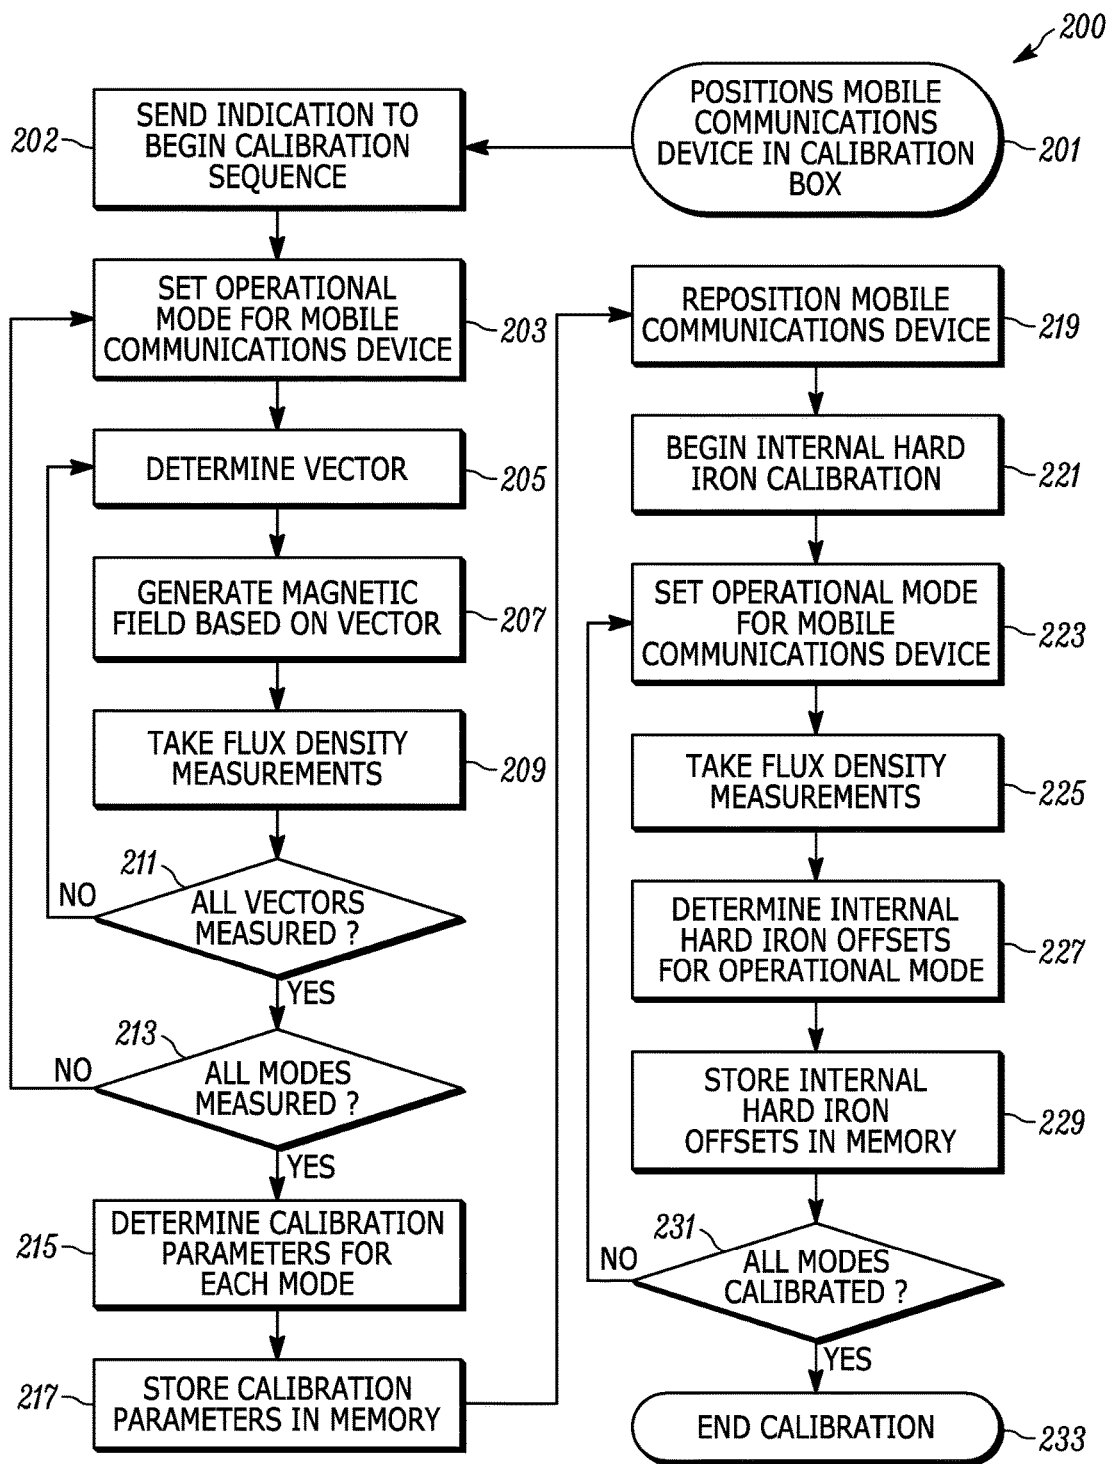 200
POSITIONS MOBILE
COMMUNICATIONS
DEVICE IN CALIBRATION
BOX
201
SEND INDICATION TO
BEGIN CALIBRATION
SEQUENCE
202
SET OPERATIONAL
MODE FOR MOBILE
COMMUNICATIONS DEVICE
203
DETERMINE VECTOR
205
GENERATE MAGNETIC
FIELD BASED ON VECTOR
207
TAKE FLUX DENSITY
MEASUREMENTS
209
211
ALL VECTORS
MEASURED ?
NO
YES
213
ALL MODES
MEASURED ?
NO
YES
DETERMINE CALIBRATION
PARAMETERS FOR
EACH MODE
215
STORE CALIBRATION
PARAMETERS IN MEMORY
217
REPOSITION MOBILE
COMMUNICATIONS DEVICE
219
BEGIN INTERNAL HARD
IRON CALIBRATION
221
SET OPERATIONAL MODE
FOR MOBILE
COMMUNICATIONS DEVICE
223
TAKE FLUX DENSITY
MEASUREMENTS
225
DETERMINE INTERNAL
HARD IRON OFFSETS
FOR OPERATIONAL MODE
227
STORE INTERNAL
HARD IRON
OFFSETS IN MEMORY
229
231
ALL MODES
CALIBRATED ?
NO
YES
END CALIBRATION
233